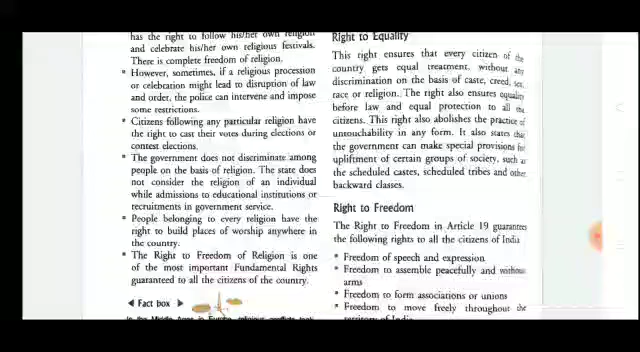 has the right to follow his/her own religion
and celebrate his/her own religious festivals.
There is complete freedom of religion.
• However, sometimes, if a religious procession
or celebration might lead to disruption of law
and order, the police can intervene and impose
some restrictions.
• Citizens following any particular religion have
the right to cast their votes during elections or
contest elections.
• The government does not discriminate among
people on the basis of religion. The state does
not consider the religion of an individual
while admissions to educational institutions or
recruitments in government service.
• People belonging to every religion have the
right to build places of worship anywhere in
the country.
• The Right to Freedom of Religion is one
of the most important Fundamental Rights
guaranteed to all the citizens of the country.
◄ Fact box ►
In the Middle Ages in Europe, religious conflicts took
Right to Equality
This right ensures that every citizen of the
country gets equal treatment, without any
discrimination on the basis of caste, creed, sex,
race or religion. The right also ensures equality
before law and equal protection to all the
citizens. This right also abolishes the practice of
untouchability in any form. It also states that
the government can make special provisions for
upliftment of certain groups of society, such as
the scheduled castes, scheduled tribes and other
backward classes.
Right to Freedom
The Right to Freedom in Article 19 guarantees
the following rights to all the citizens of India
• Freedom of speech and expression
• Freedom to assemble peacefully and without
arms
• Freedom to form associations or unions
• Freedom to move freely throughout the
territory of India